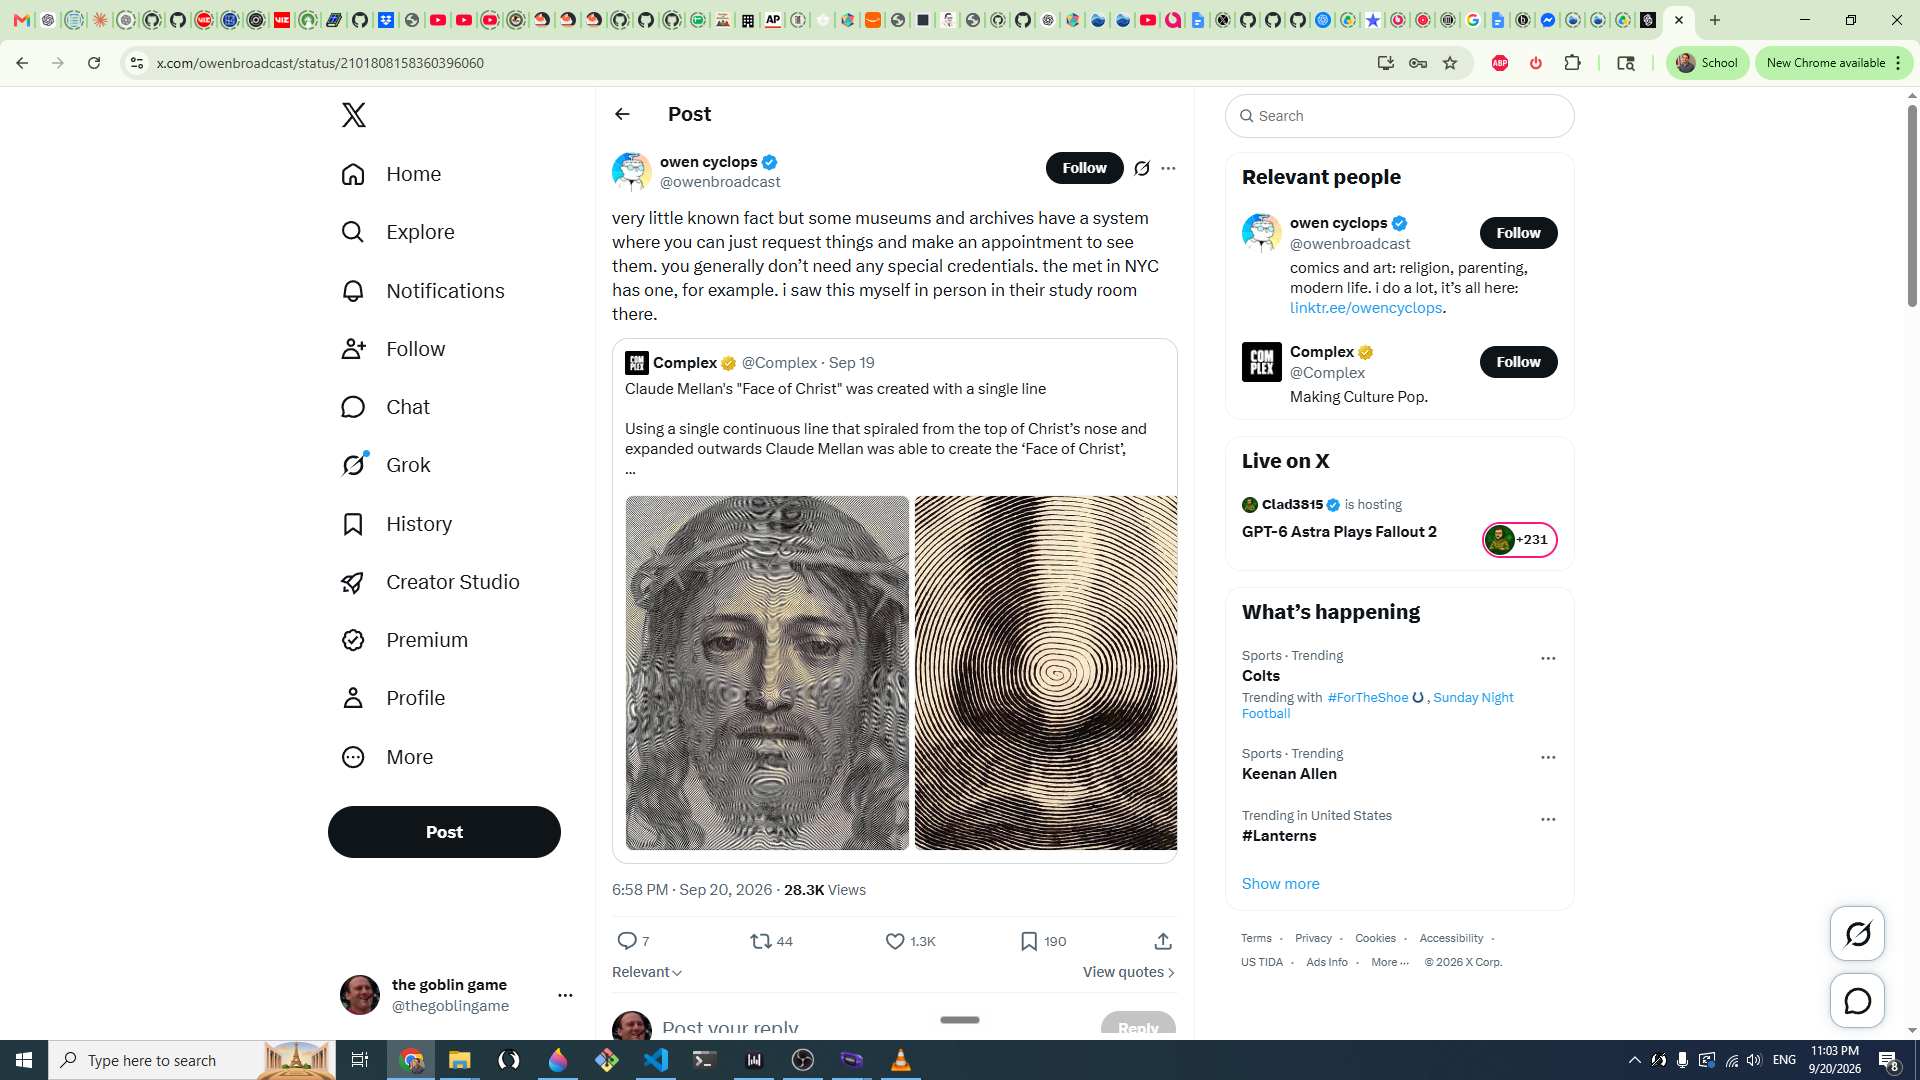 x.com/owenbroadcast/status/2101808158360396060
ABP
School
New Chrome available
Home
Explore
Notifications
Follow
Chat
Grok
History
Creator Studio
Premium
Profile
More
Post
the goblin game
@thegoblingame
Post
owen cyclops
@owenbroadcast
Follow
very little known fact but some museums and archives have a system
where you can just request things and make an appointment to see
them. you generally don’t need any special credentials. the met in NYC
has one, for example. i saw this myself in person in their study room
there.
COM
PLEX
Complex @Complex · Sep 19
Claude Mellan's "Face of Christ" was created with a single line
Using a single continuous line that spiraled from the top of Christ’s nose and
expanded outwards Claude Mellan was able to create the ‘Face of Christ’,
...
6:58 PM · Sep 20, 2026 · 28.3K Views
7
44
1.3K
190
Relevant
View quotes
Post your reply
Reply
Search
Relevant people
owen cyclops
@owenbroadcast
Follow
comics and art: religion, parenting,
modern life. i do a lot, it’s all here:
linktr.ee/owencyclops.
COM
PLEX
Complex
@Complex
Follow
Making Culture Pop.
Live on X
Clad3815 is hosting
GPT-6 Astra Plays Fallout 2
+231
What’s happening
Sports · Trending
Colts
Trending with #ForTheShoe , Sunday Night
Football
Sports · Trending
Keenan Allen
Trending in United States
#Lanterns
Show more
Terms · Privacy · Cookies · Accessibility ·
US TIDA · Ads Info · More ··· © 2026 X Corp.
Type here to search
ENG
11:03 PM
9/20/2026
8